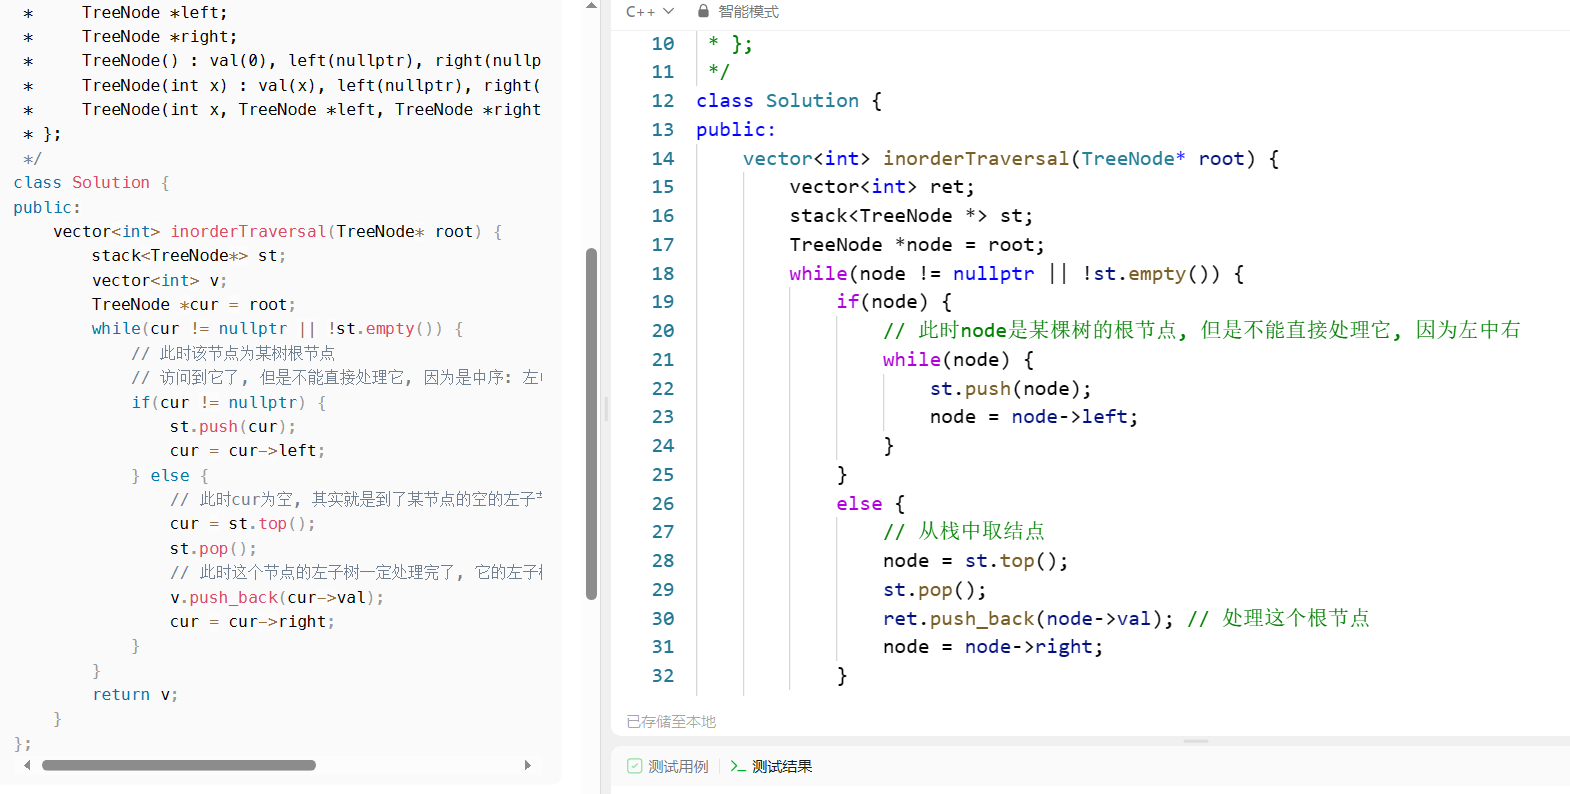 *     TreeNode *left;
*     TreeNode *right;
*     TreeNode() : val(0), left(nullptr), right(nullp
*     TreeNode(int x) : val(x), left(nullptr), right(
*     TreeNode(int x, TreeNode *left, TreeNode *right
* };
*/
class Solution {
public:
    vector<int> inorderTraversal(TreeNode* root) {
        stack<TreeNode*> st;
        vector<int> v;
        TreeNode *cur = root;
        while(cur != nullptr || !st.empty()) {
            // 此时该节点为某树根节点
            // 访问到它了, 但是不能直接处理它, 因为是中序: 左
            if(cur != nullptr) {
                st.push(cur);
                cur = cur->left;
            } else {
                // 此时cur为空, 其实就是到了某节点的空的左子
                cur = st.top();
                st.pop();
                // 此时这个节点的左子树一定处理完了, 它的左子
                v.push_back(cur->val);
                cur = cur->right;
            }
        }
        return v;
    }
};
C++ 智能模式
10 * };
11 */
12 class Solution {
13 public:
14     vector<int> inorderTraversal(TreeNode* root) {
15         vector<int> ret;
16         stack<TreeNode *> st;
17         TreeNode *node = root;
18         while(node != nullptr || !st.empty()) {
19             if(node) {
20                 // 此时node是某棵树的根节点, 但是不能直接处理它, 因为左中右
21                 while(node) {
22                     st.push(node);
23                     node = node->left;
24                 }
25             }
26             else {
27                 // 从栈中取结点
28                 node = st.top();
29                 st.pop();
30                 ret.push_back(node->val); // 处理这个根节点
31                 node = node->right;
32             }
已存储至本地
测试用例 >_ 测试结果